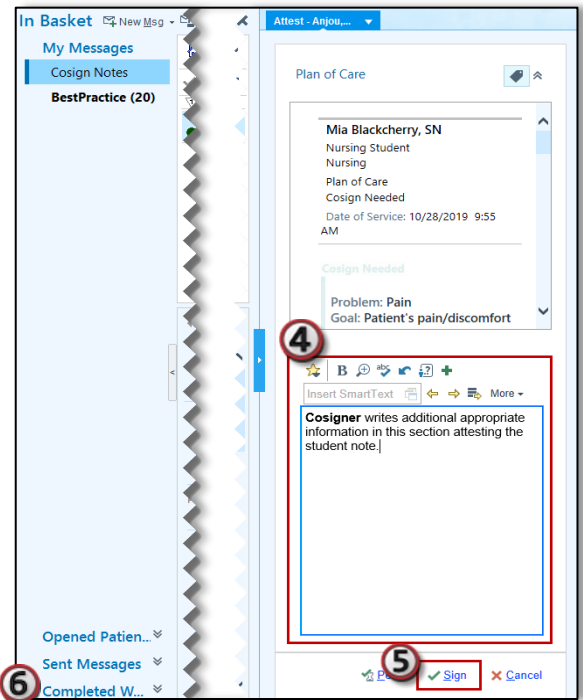 In Basket
New Msg
My Messages
Cosign Notes
BestPractice (20)
Opened Patien...
Sent Messages
6
Completed W...
Attest - Anjou,...
Plan of Care
Mia Blackcherry, SN
Nursing Student
Nursing
Plan of Care
Cosign Needed
Date of Service: 10/28/2019 9:55
AM
Cosign Needed
Problem: Pain
Goal: Patient's pain/discomfort
4
B abc
Insert SmartText More
Cosigner writes additional appropriate
information in this section attesting the
student note.
5
Sign Cancel